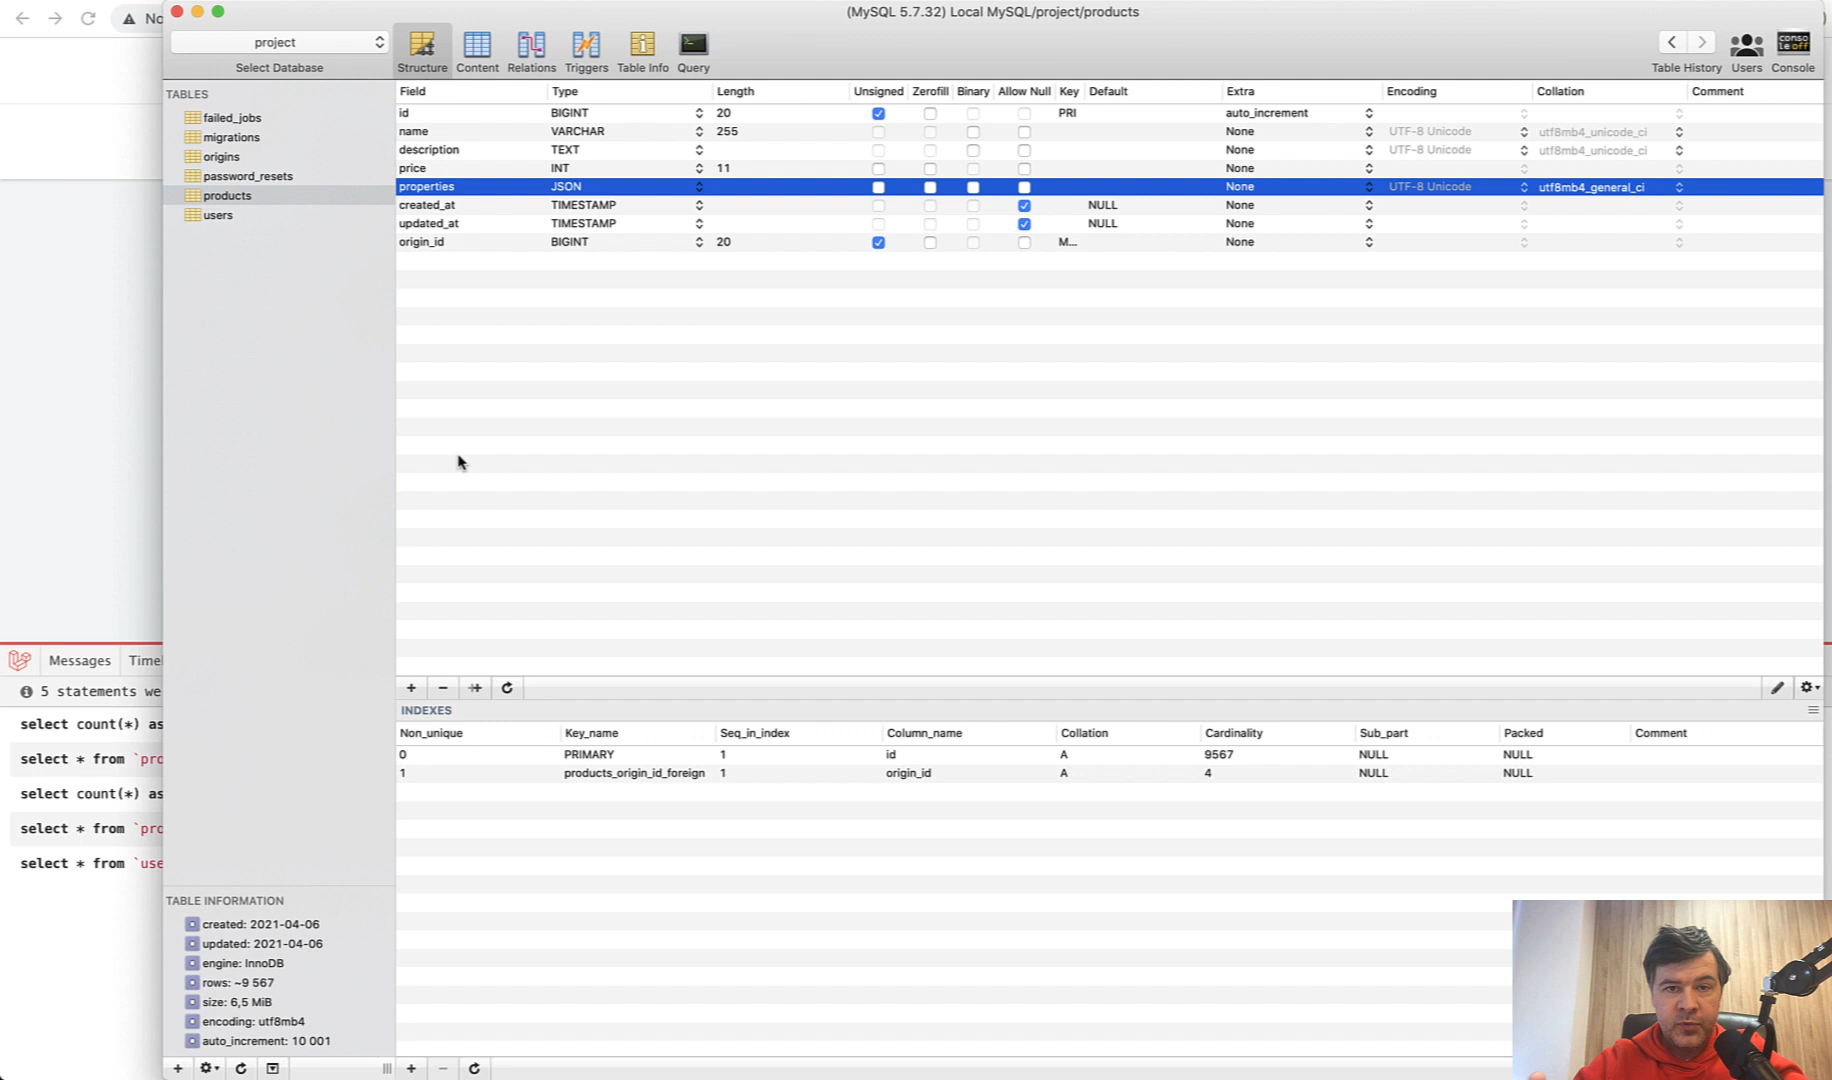 No
(MySQL 5.7.32) Local MySQL/project/products
project
Select Database
Structure Content Relations Triggers Table Info Query
Table History Users Console
conso
le off
TABLES
failed_jobs
migrations
origins
password_resets
products
users
Field Type Length Unsigned Zerofill Binary Allow Null Key Default Extra Encoding Collation Comment
id BIGINT 20 PRI auto_increment
name VARCHAR 255 None UTF-8 Unicode utf8mb4_unicode_ci
description TEXT None UTF-8 Unicode utf8mb4_unicode_ci
price INT 11 None
properties JSON None UTF-8 Unicode utf8mb4_general_ci
created_at TIMESTAMP NULL None
updated_at TIMESTAMP NULL None
origin_id BIGINT 20 M... None
INDEXES
Non_unique Key_name Seq_in_index Column_name Collation Cardinality Sub_part Packed Comment
0 PRIMARY 1 id A 9567 NULL NULL
1 products_origin_id_foreign 1 origin_id A 4 NULL NULL
Messages Time
5 statements we
select count(*) as
select * from `pro
select count(*) as
select * from `pro
select * from `use
TABLE INFORMATION
created: 2021-04-06
updated: 2021-04-06
engine: InnoDB
rows: ~9 567
size: 6,5 MiB
encoding: utf8mb4
auto_increment: 10 001